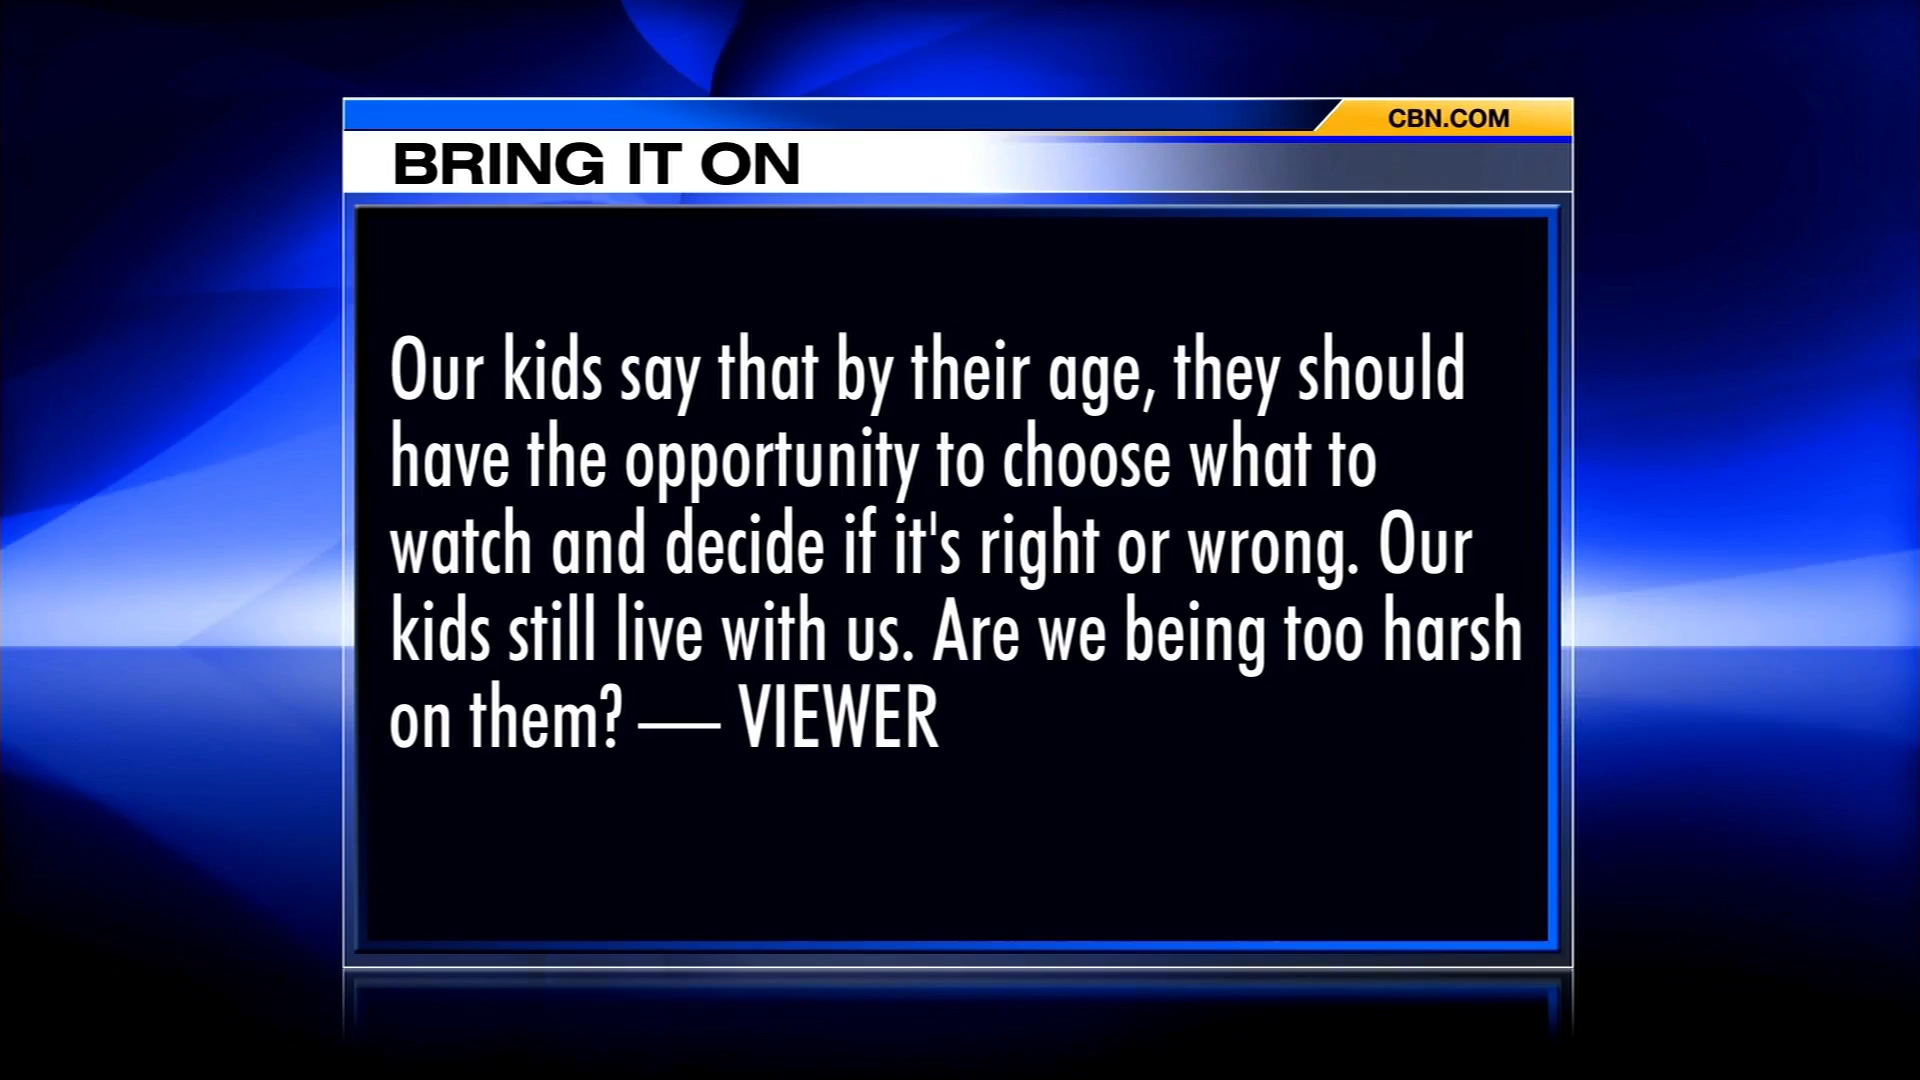 CBN.COM
BRING IT ON
Our kids say that by their age, they should
have the opportunity to choose what to
watch and decide if it's right or wrong. Our
kids still live with us. Are we being too harsh
on them? — VIEWER